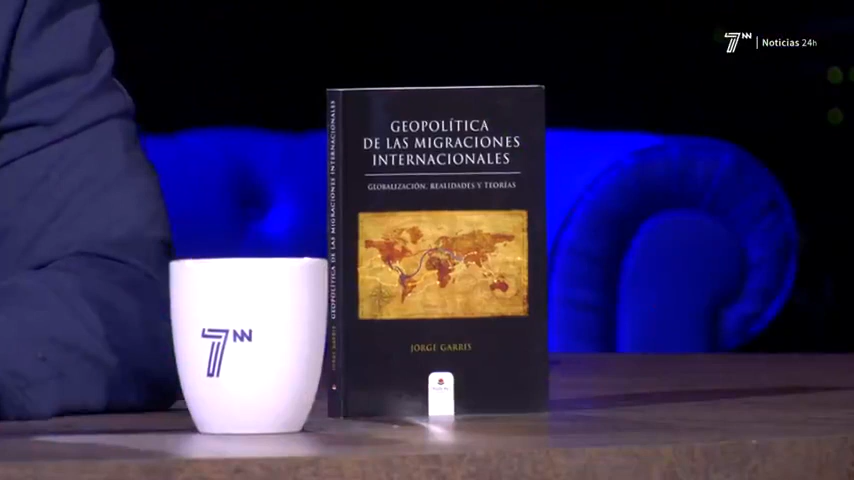 7NN | Noticias 24h
GEOPOLÍTICA
DE LAS MIGRACIONES
INTERNACIONALES
GLOBALIZACIÓN, REALIDADES Y TEORÍAS
JORGE GARRIS
GEOPOLÍTICA DE LAS MIGRACIONES INTERNACIONALES
JORGE GARRIS
7NN